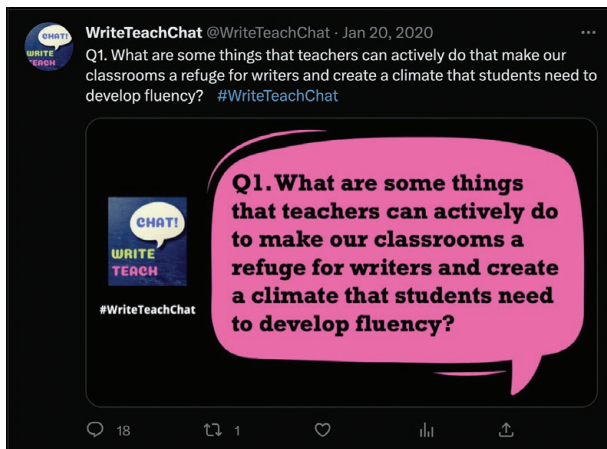 WriteTeachChat @WriteTeachChat · Jan 20, 2020
Q1. What are some things that teachers can actively do that make our
classrooms a refuge for writers and create a climate that students need to
develop fluency? #WriteTeachChat
CHAT!
WRITE
TEACH
Q1. What are some things
that teachers can actively do
to make our classrooms a
refuge for writers and create
a climate that students need
to develop fluency?
CHAT!
WRITE
TEACH
#WriteTeachChat
18
1